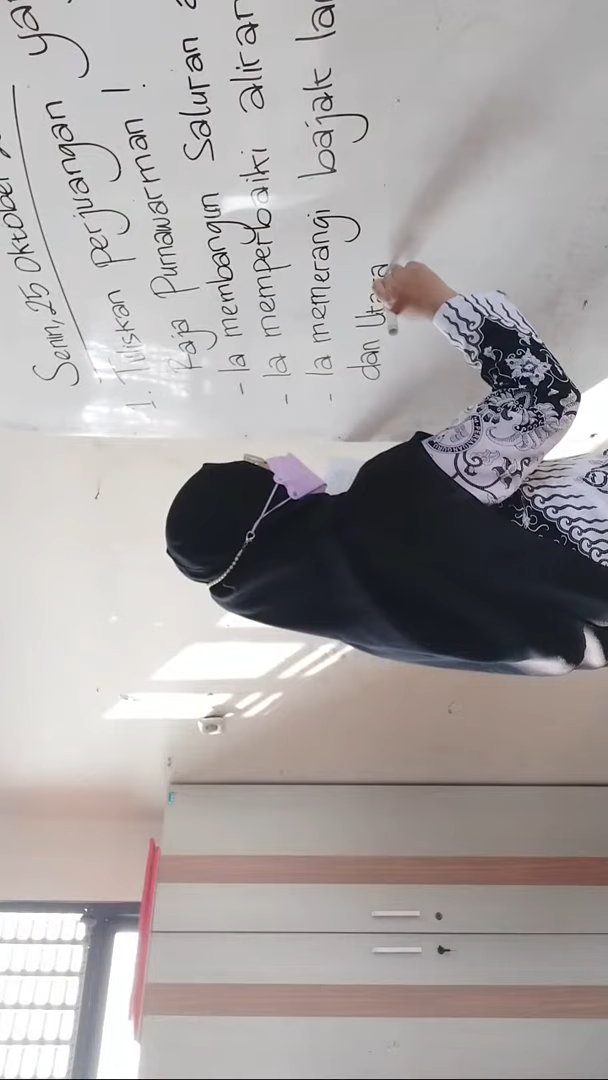 Senin, 25 Oktober
1. Tuliskan perjuangan
Purnawarman !
Raja Purnawarman
- Ia membangun Saluran
- Ia memperbaiki aliran
- Ia memerangi bajak
dan Utara